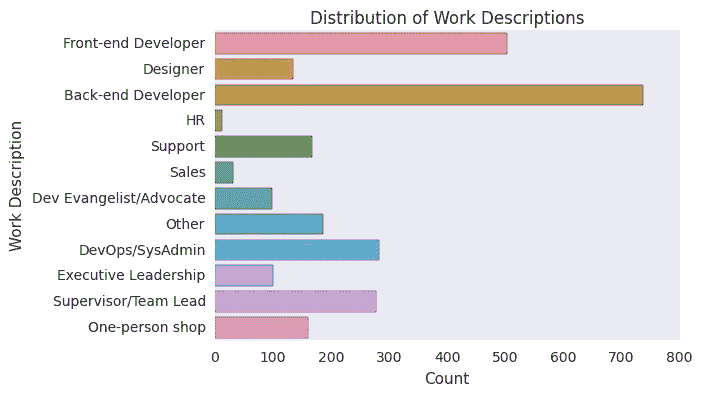 Distribution of Work Descriptions
Front-end Developer
Designer
Back-end Developer
HR
Support
Sales
Dev Evangelist/Advocate
Other
DevOps/SysAdmin
Executive Leadership
Supervisor/Team Lead
One-person shop
Work Description
0 100 200 300 400 500 600 700 800
Count